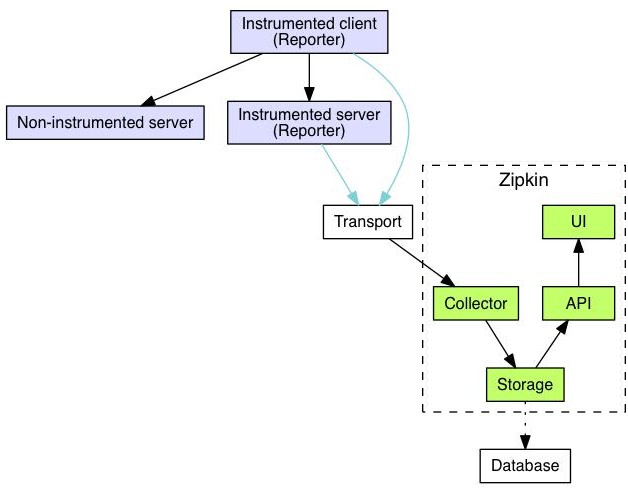 Instrumented client
(Reporter)
Non-instrumented server
Instrumented server
(Reporter)
Zipkin
Transport
UI
Collector
API
Storage
Database